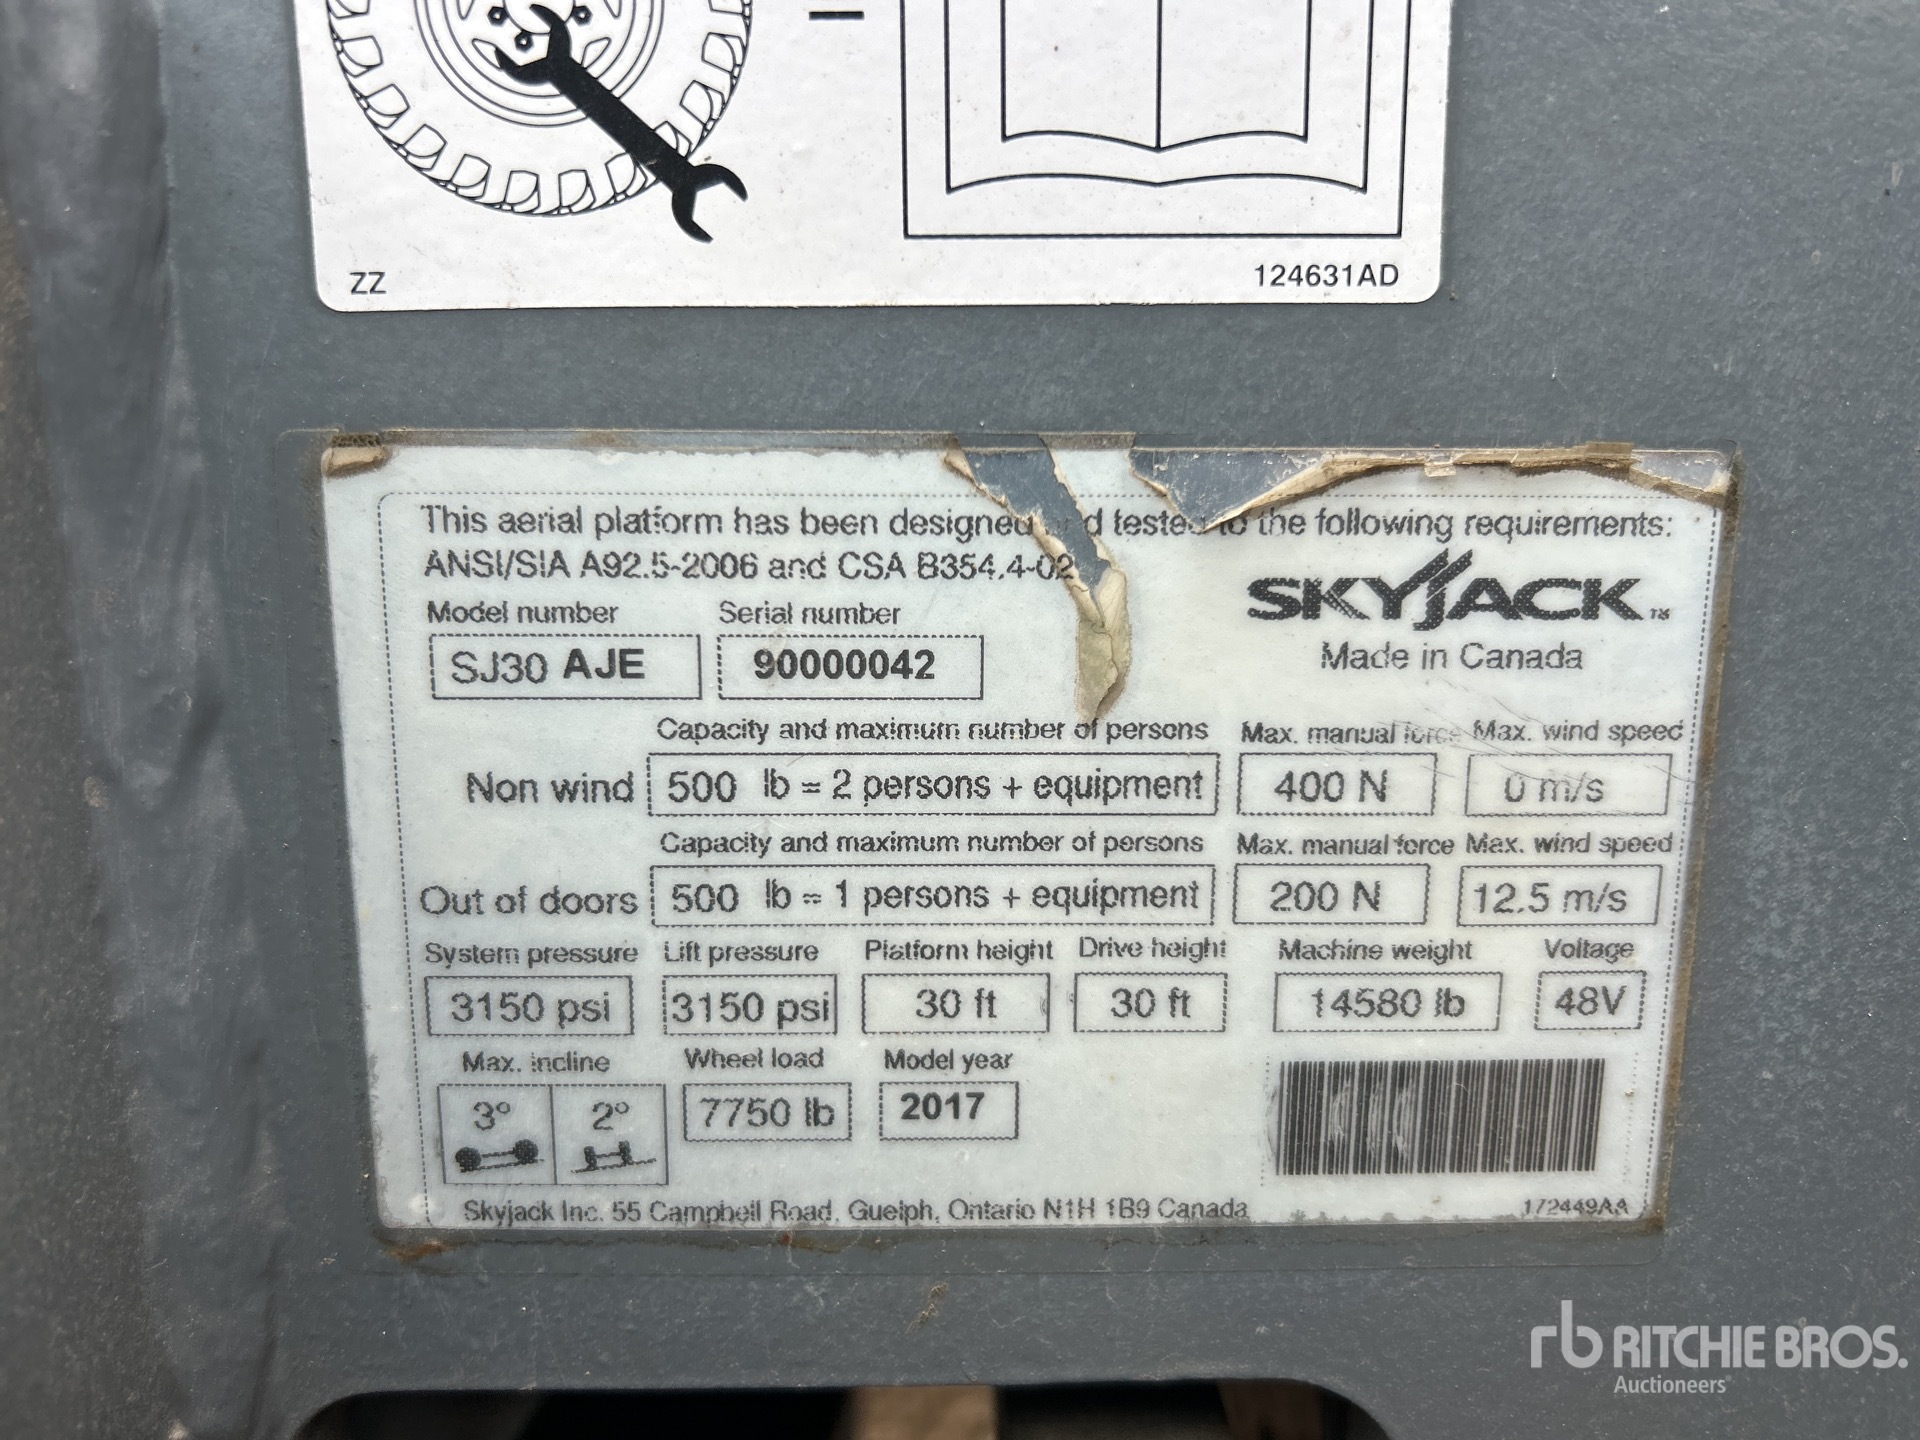 ZZ
124631AD
This aerial platform has been designed and tested to the following requirements:
ANSI/SIA A92.5-2006 and CSA B354.4-02
SKYJACK™
Made in Canada
Model number Serial number
SJ30 AJE 90000042
Capacity and maximum number of persons Max. manual force Max. wind speed
Non wind 500 lb = 2 persons + equipment 400 N 0 m/s
Capacity and maximum number of persons Max. manual force Max. wind speed
Out of doors 500 lb = 1 persons + equipment 200 N 12.5 m/s
System pressure Lift pressure Platform height Drive height Machine weight Voltage
3150 psi 3150 psi 30 ft 30 ft 14580 lb 48V
Max. incline Wheel load Model year
3° 2° 7750 lb 2017
Skyjack Inc. 55 Campbell Road, Guelph, Ontario N1H 1B9 Canada
172449AA
rb RITCHIE BROS.
Auctioneers